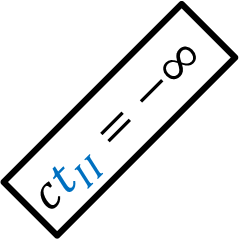 ct_{II} = −∞